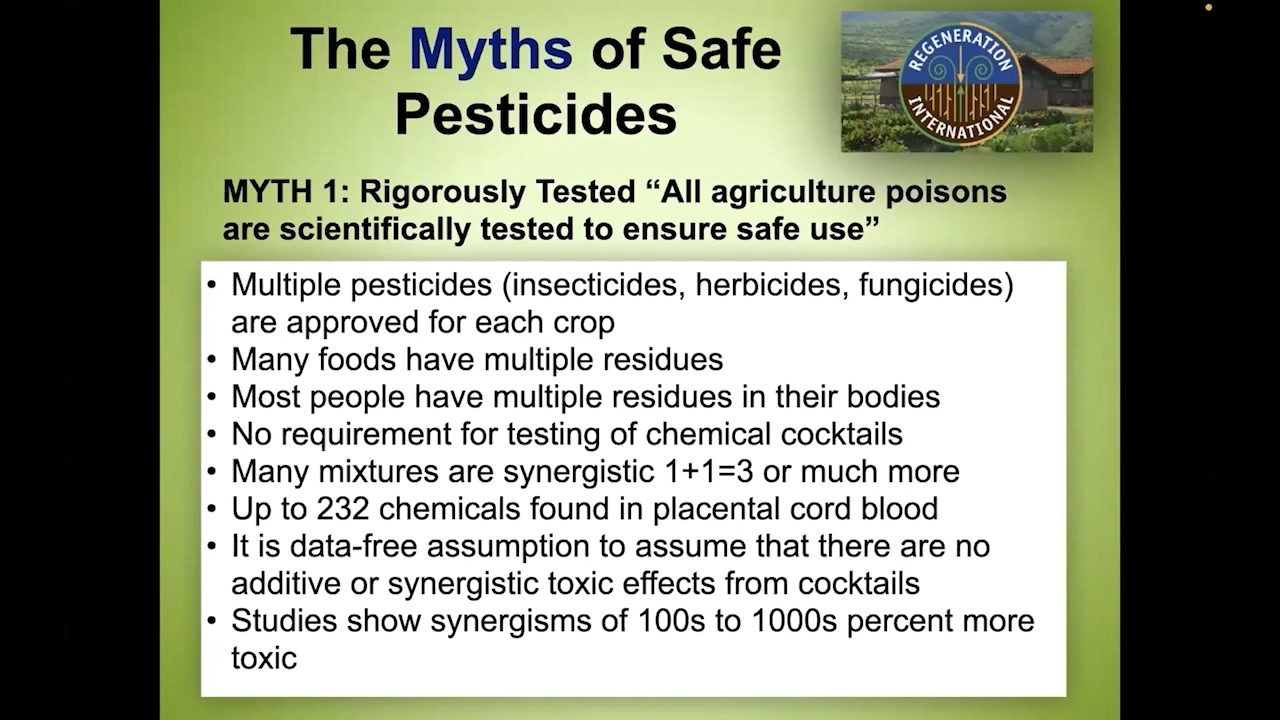 The Myths of Safe
Pesticides
REGENERATION
INTERNATIONAL
MYTH 1: Rigorously Tested “All agriculture poisons
are scientifically tested to ensure safe use”
• Multiple pesticides (insecticides, herbicides, fungicides)
are approved for each crop
• Many foods have multiple residues
• Most people have multiple residues in their bodies
• No requirement for testing of chemical cocktails
• Many mixtures are synergistic 1+1=3 or much more
• Up to 232 chemicals found in placental cord blood
• It is data-free assumption to assume that there are no
additive or synergistic toxic effects from cocktails
• Studies show synergisms of 100s to 1000s percent more
toxic